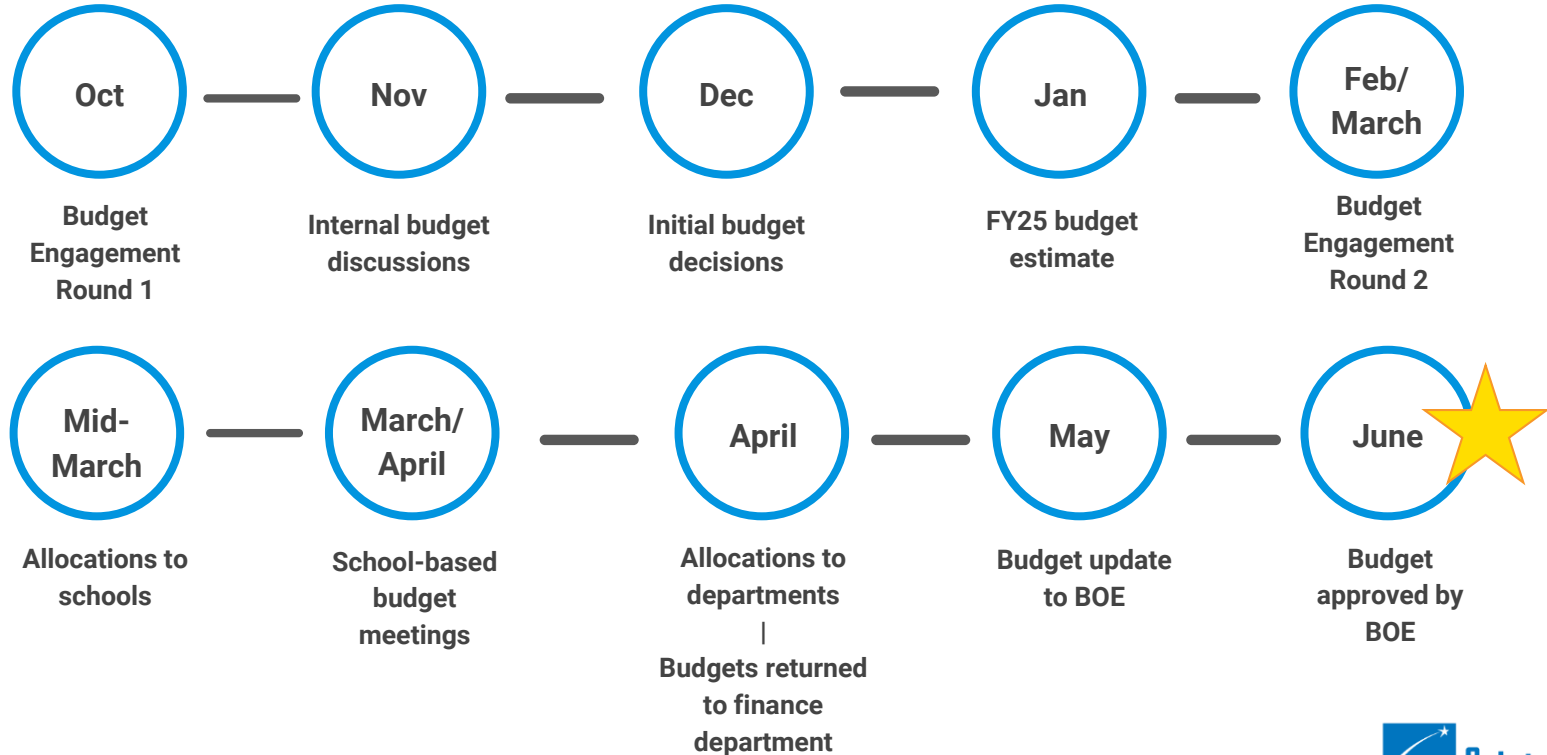 Oct
Nov
Dec
Jan
Feb/
March
Budget
Engagement
Round 1
Internal budget
discussions
Initial budget
decisions
FY25 budget
estimate
Budget
Engagement
Round 2
Mid-
March
March/
April
April
May
June
Allocations to
schools
School-based
budget
meetings
Allocations to
departments
|
Budgets returned
to finance
department
Budget update
to BOE
Budget
approved by
BOE